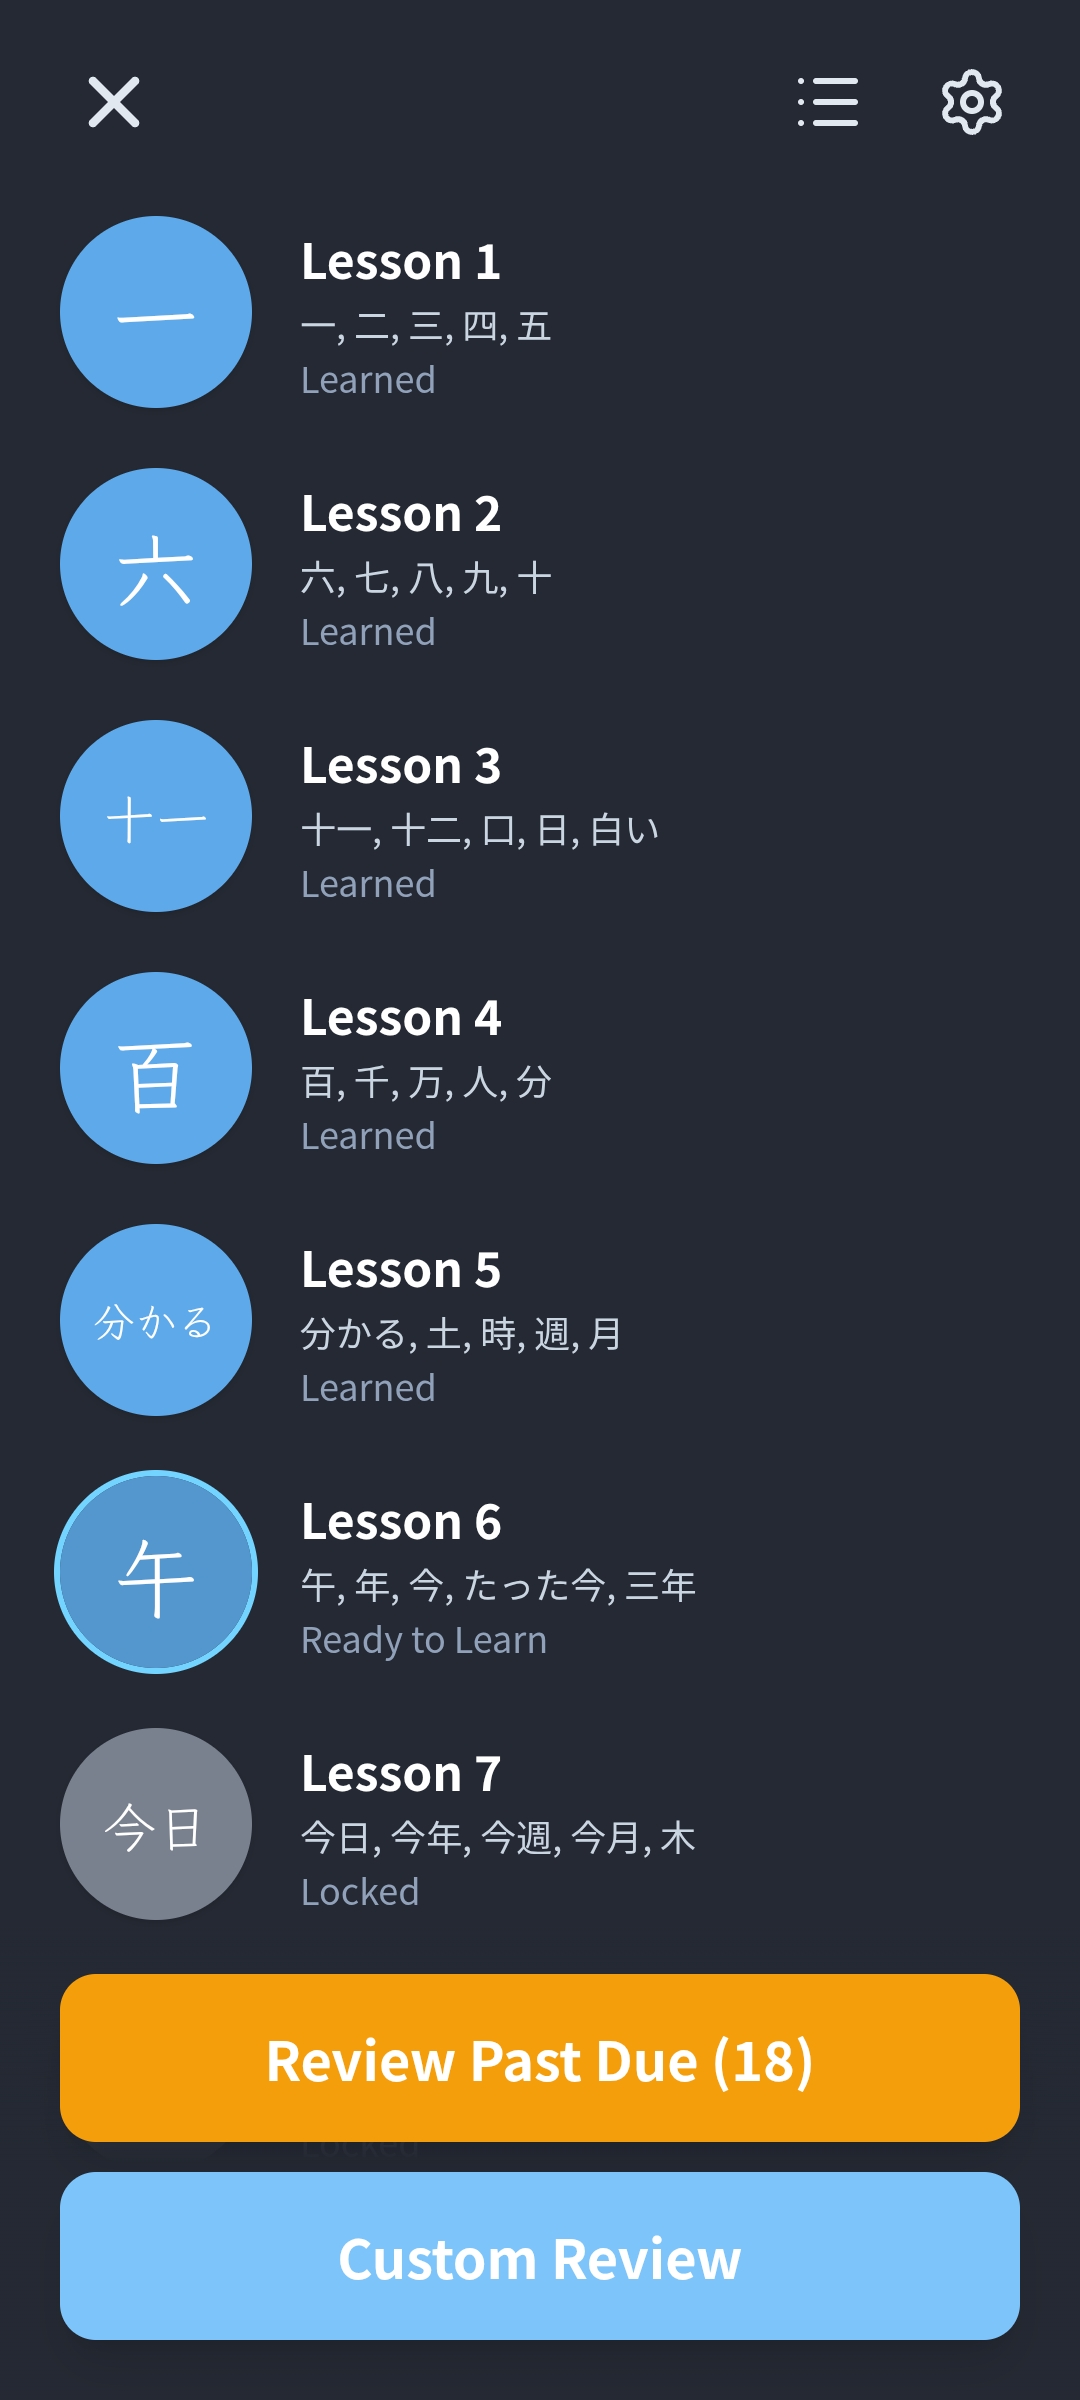 一
Lesson 1
一, 二, 三, 四, 五
Learned
六
Lesson 2
六, 七, 八, 九, 十
Learned
十一
Lesson 3
十一, 十二, 口, 日, 白い
Learned
百
Lesson 4
百, 千, 万, 人, 分
Learned
分かる
Lesson 5
分かる, 土, 時, 週, 月
Learned
午
Lesson 6
午, 年, 今, たった今, 三年
Ready to Learn
今日
Lesson 7
今日, 今年, 今週, 今月, 木
Locked
Review Past Due (18)
Locked
Custom Review